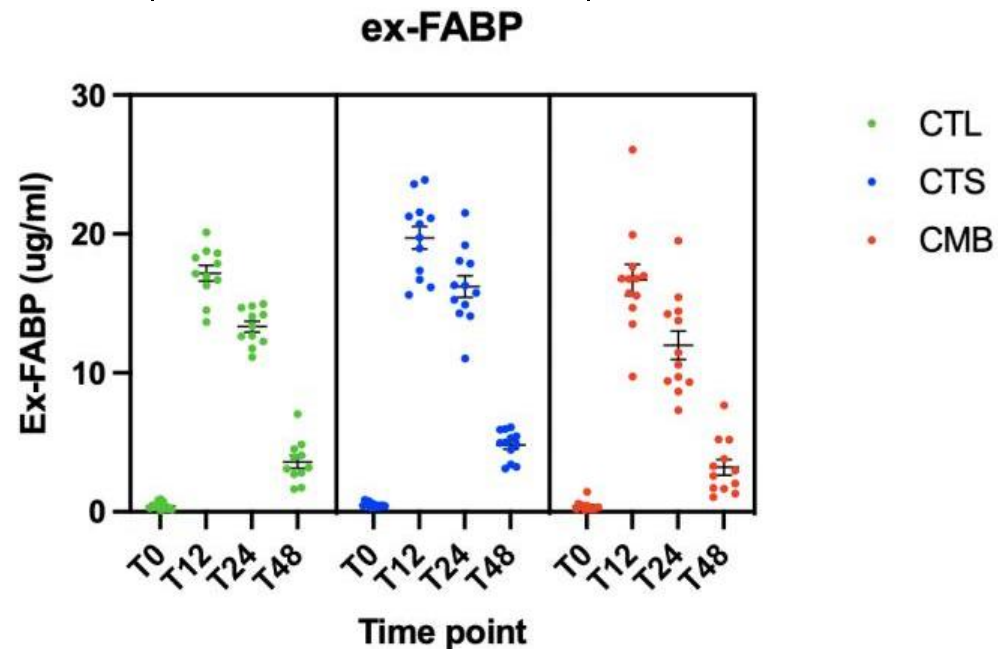 ex-FABP
30
20
10
0
Ex-FABP (ug/ml)
T0 T12 T24 T48 T0 T12 T24 T48 T0 T12 T24 T48
Time point
CTL
CTS
CMB